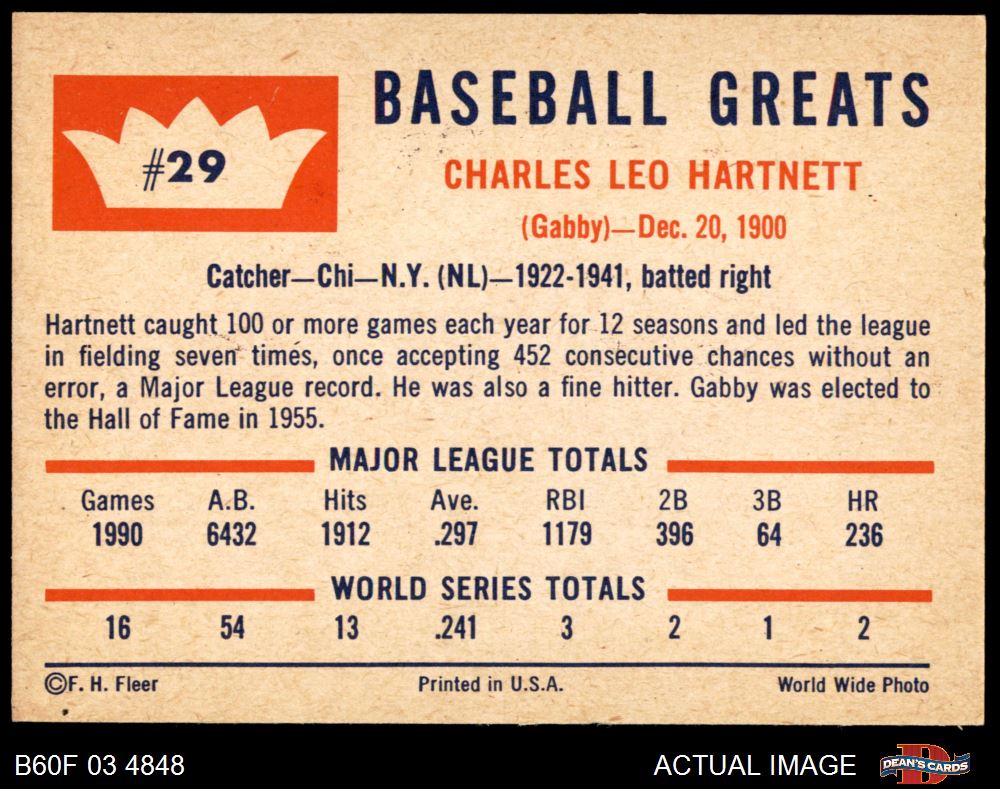 #29
BASEBALL GREATS
CHARLES LEO HARTNETT
(Gabby)—Dec. 20, 1900
Catcher—Chi—N.Y. (NL)—1922-1941, batted right
Hartnett caught 100 or more games each year for 12 seasons and led the league
in fielding seven times, once accepting 452 consecutive chances without an
error, a Major League record. He was also a fine hitter. Gabby was elected to
the Hall of Fame in 1955.
MAJOR LEAGUE TOTALS
Games A.B. Hits Ave. RBI 2B 3B HR
1990 6432 1912 .297 1179 396 64 236
WORLD SERIES TOTALS
16 54 13 .241 3 2 1 2
©F. H. Fleer Printed in U.S.A. World Wide Photo
B60F 03 4848 ACTUAL IMAGE D DEAN'S CARDS